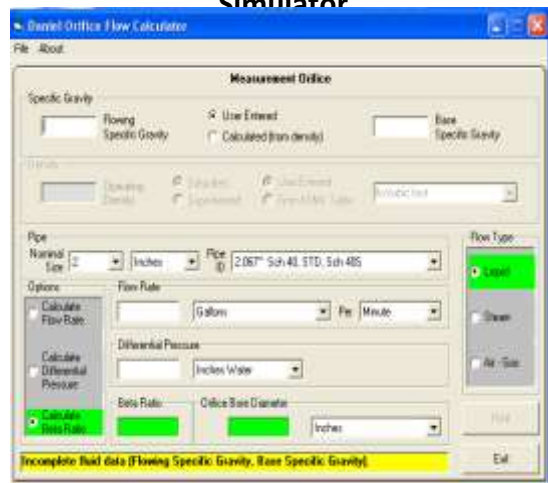 Simulator
Daniel Orifice Flow Calculator
File About
Measurement Orifice
Specific Gravity
Flowing Specific Gravity
User Entered
Calculated (from density)
Base Specific Gravity
Density
Operating Density
Pipe
Nominal Size 2 Inches Pipe ID 2.067" Sch 40, STD, Sch 40S
Flow Type
Liquid
Steam
Air - Gas
Options
Calculate Flow Rate
Calculate Differential Pressure
Calculate Beta Ratio
Flow Rate
Gallons Per Minute
Differential Pressure
Inches Water
Beta Ratio
Orifice Bore Diameter
Inches
Print
Exit
Incomplete fluid data (Flowing Specific Gravity, Base Specific Gravity).